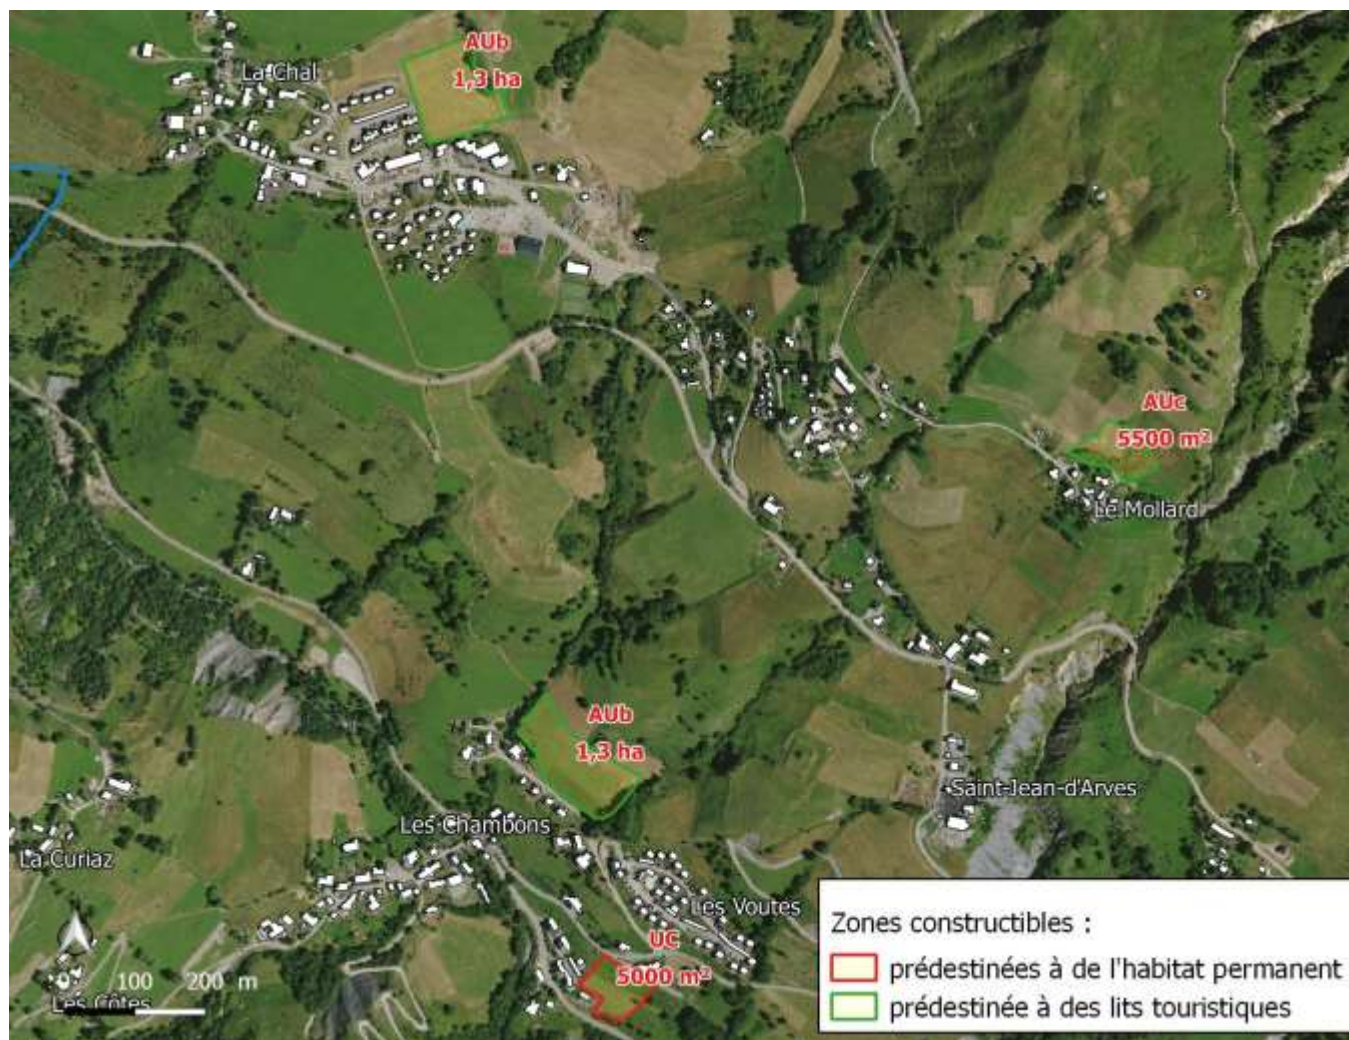 AUb
La Chal
1,3 ha
AUc
5500 m²
Le Mollard
AUb
1,3 ha
Saint-Jean-d'Arves
Les Chambons
La Curiaz
Les Voutes
UC
5000 m²
0 100 200 m
Les Côtes
Zones constructibles :
prédestinées à de l'habitat permanent
prédestinée à des lits touristiques